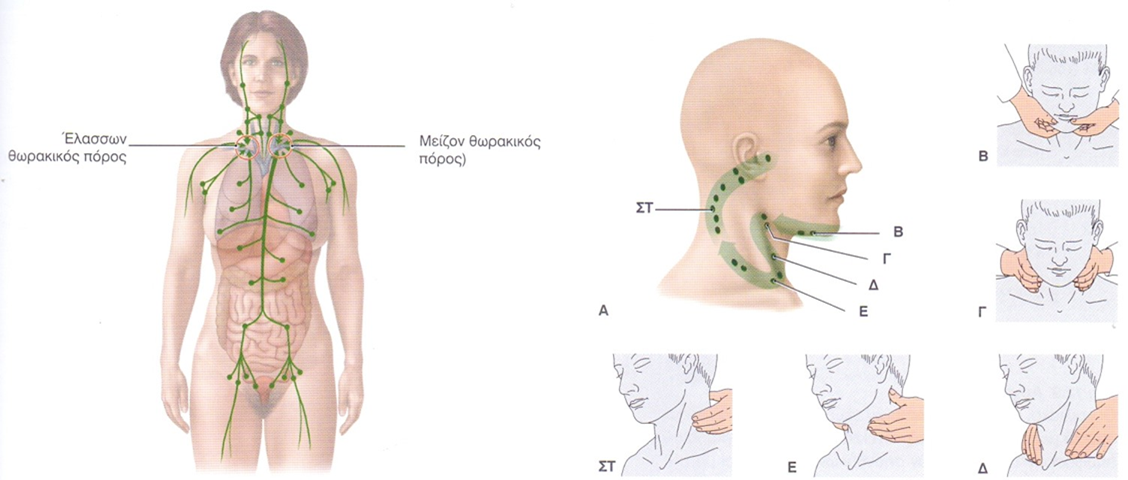 Έλασσων
θωρακικός πόρος
Μείζον θωρακικός
πόρος)
ΣΤ
Β
Γ
Δ
Ε
Α
Β
Γ
ΣΤ
Ε
Δ